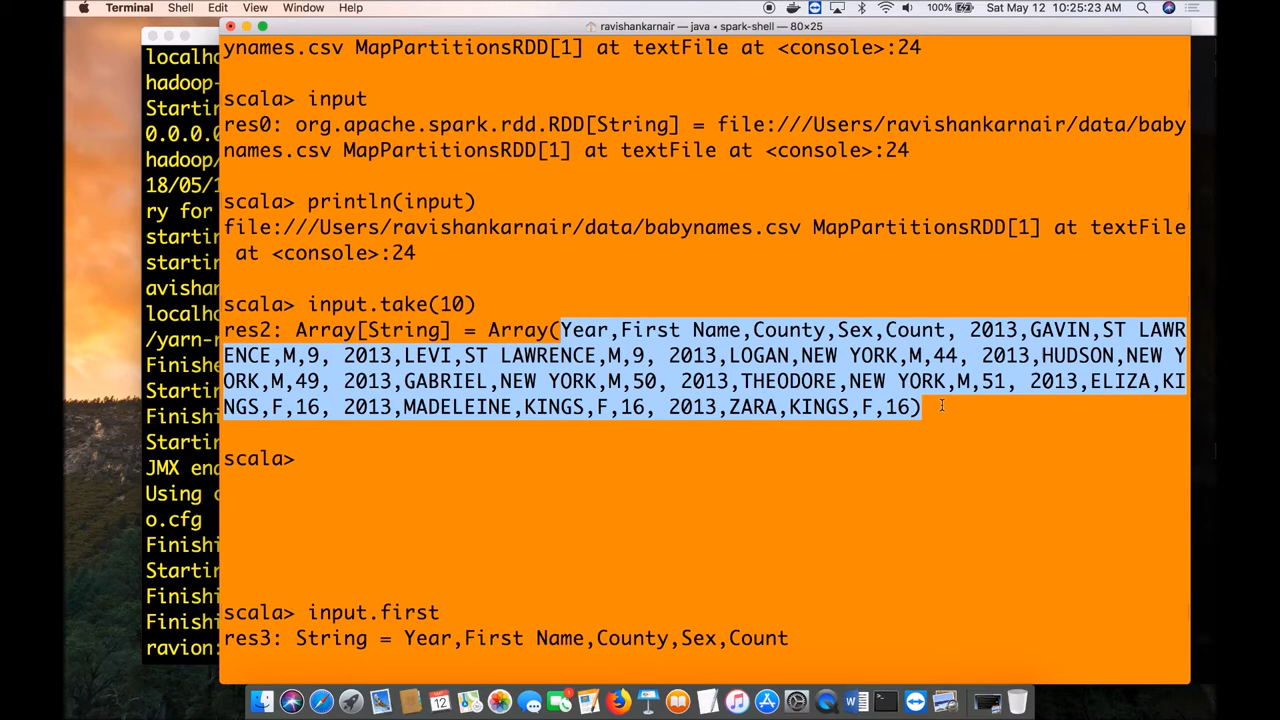 Terminal Shell Edit View Window Help 100% Sat May 12 10:25:23 AM
ravishankarnair — java • spark-shell — 80×25
ynames.csv MapPartitionsRDD[1] at textFile at <console>:24
scala> input
res0: org.apache.spark.rdd.RDD[String] = file:///Users/ravishankarnair/data/baby
names.csv MapPartitionsRDD[1] at textFile at <console>:24
scala> println(input)
file:///Users/ravishankarnair/data/babynames.csv MapPartitionsRDD[1] at textFile
at <console>:24
scala> input.take(10)
res2: Array[String] = Array(Year,First Name,County,Sex,Count, 2013,GAVIN,ST LAWR
ENCE,M,9, 2013,LEVI,ST LAWRENCE,M,9, 2013,LOGAN,NEW YORK,M,44, 2013,HUDSON,NEW Y
ORK,M,49, 2013,GABRIEL,NEW YORK,M,50, 2013,THEODORE,NEW YORK,M,51, 2013,ELIZA,KI
NGS,F,16, 2013,MADELEINE,KINGS,F,16, 2013,ZARA,KINGS,F,16)
scala>
scala> input.first
res3: String = Year,First Name,County,Sex,Count
localho
hadoop-
Startin
0.0.0.0
hadoop/
18/05/1
ry for
startin
startin
avishan
localho
/yarn-r
Finishe
Startin
Finishi
Startin
Finishi
JMX ena
Using c
o.cfg
Finishi
Startin
Finishi
Finishi
ravion: